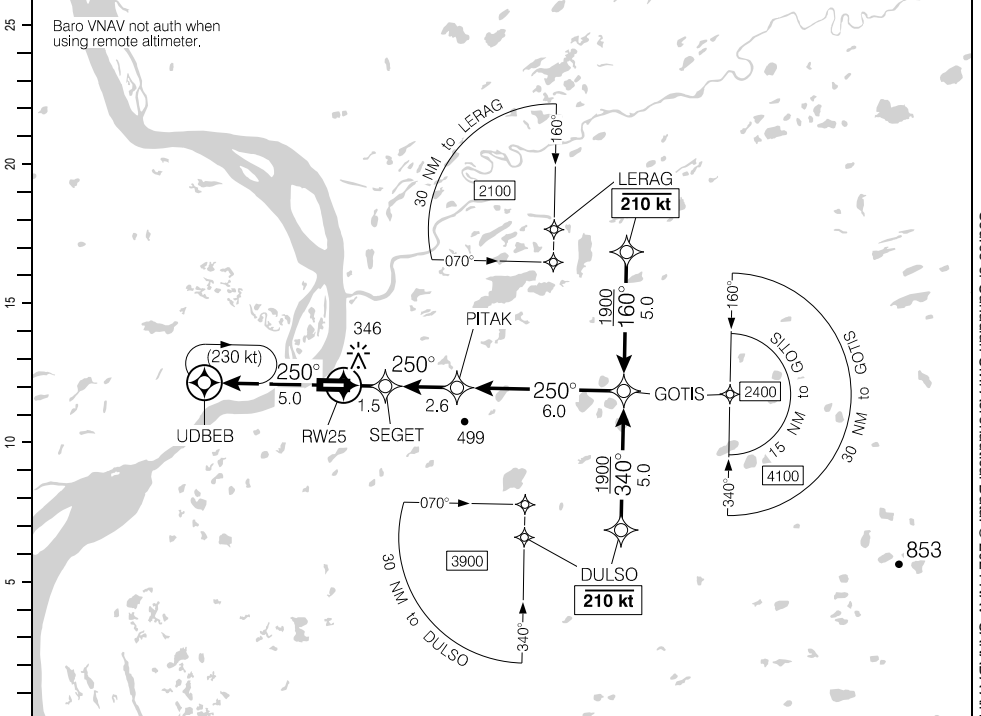 Baro VNAV not auth when
using remote altimeter.
25
20
15
10
5
30 NM to LERAG
160°
2100
070°
LERAG
210 kt
1900
160°
5.0
PITAK
346
(230 kt)
250°
5.0
250°
1.5
2.6
250°
6.0
UDBEB
RW25
SEGET
499
GOTIS
160°
2400
15 NM to GOTIS
30 NM to GOTIS
4100
340°
1900
340°
5.0
070°
3900
30 NM to DULSO
340°
DULSO
210 kt
853